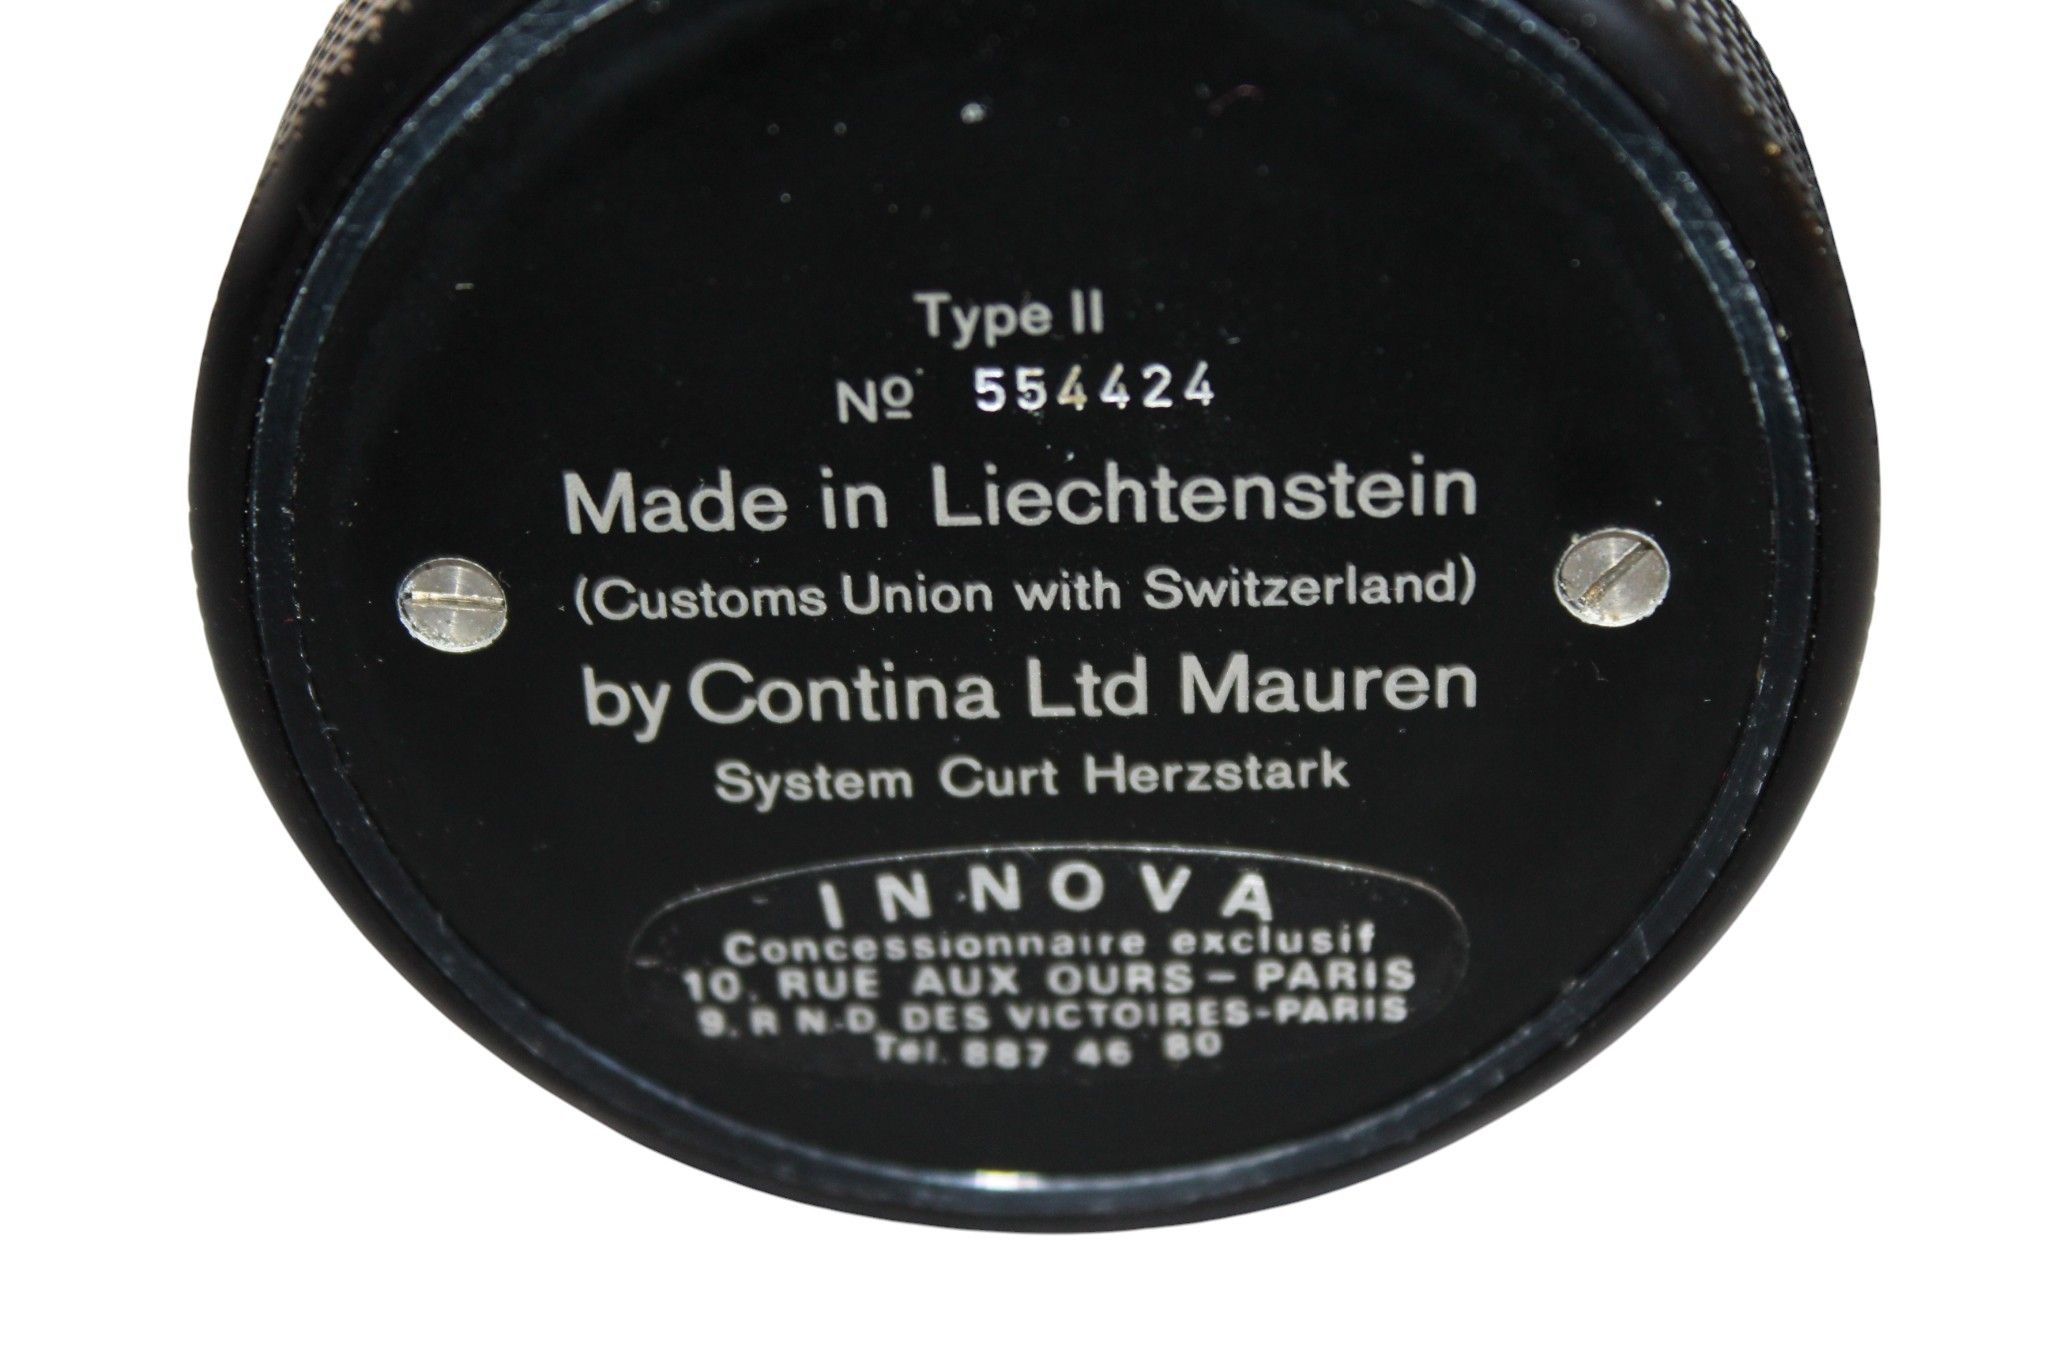 Type II
Nº 554424
Made in Liechtenstein
(Customs Union with Switzerland)
by Contina Ltd Mauren
System Curt Herzstark
INNOVA
Concessionnaire exclusif
10. RUE AUX OURS – PARIS
9. R N-D. DES VICTOIRES-PARIS
Tél. 887 46 80